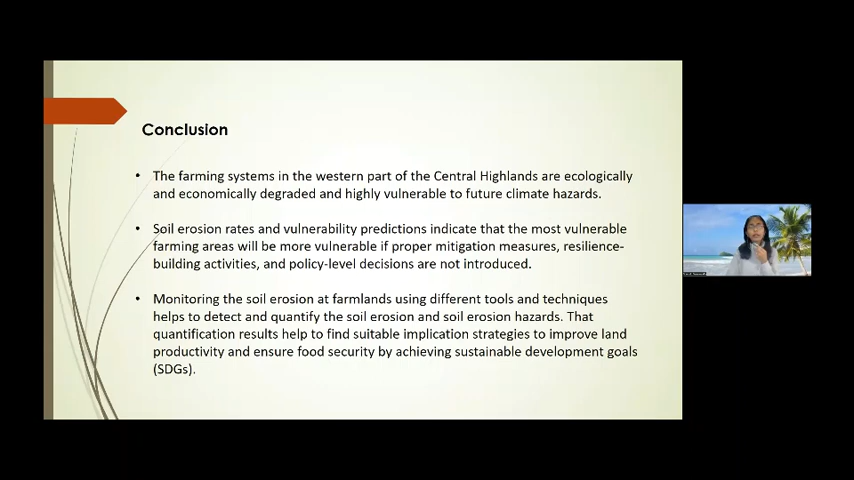 Conclusion
• The farming systems in the western part of the Central Highlands are ecologically
and economically degraded and highly vulnerable to future climate hazards.
• Soil erosion rates and vulnerability predictions indicate that the most vulnerable
farming areas will be more vulnerable if proper mitigation measures, resilience-
building activities, and policy-level decisions are not introduced.
• Monitoring the soil erosion at farmlands using different tools and techniques
helps to detect and quantify the soil erosion and soil erosion hazards. That
quantification results help to find suitable implication strategies to improve land
productivity and ensure food security by achieving sustainable development goals
(SDGs).